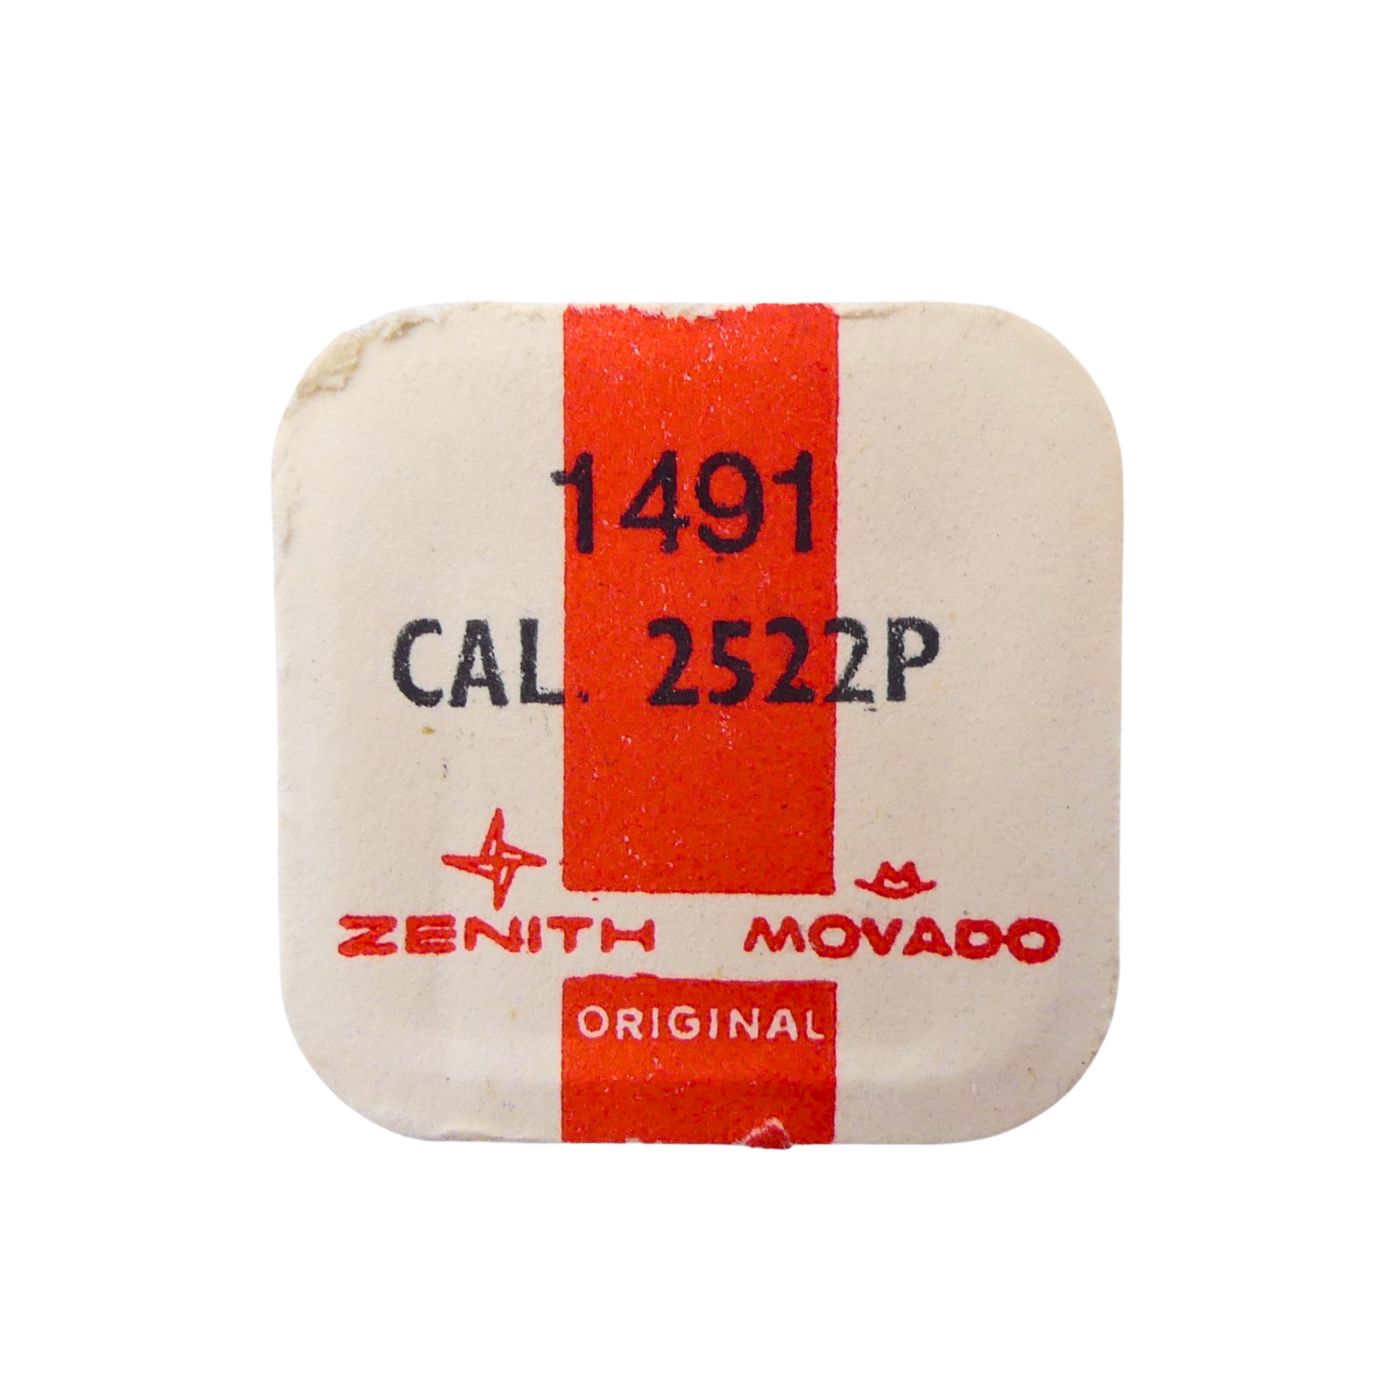 1491
CAL. 2522P
ZENITH MOVADO
ORIGINAL